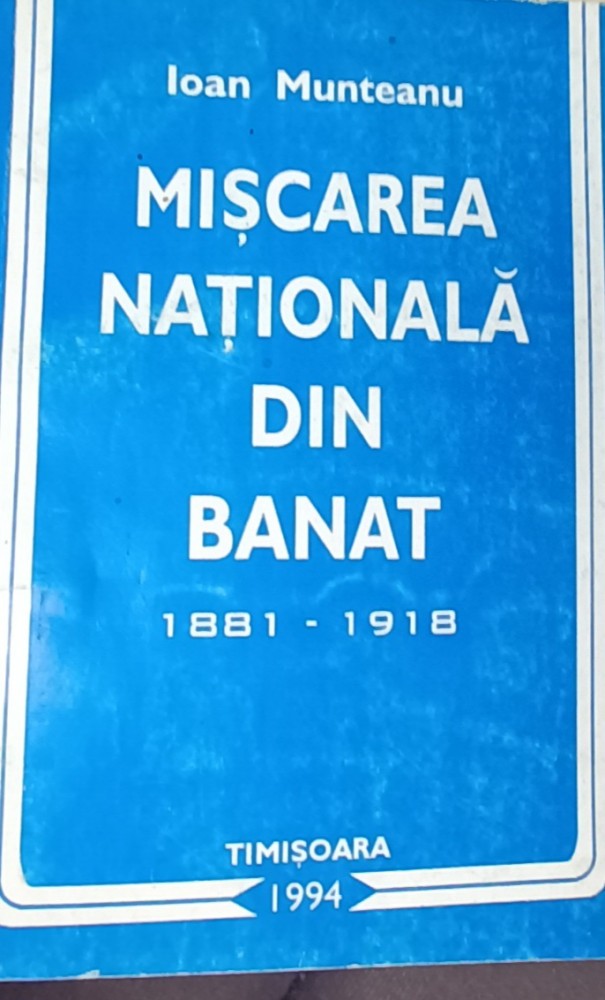 Ioan Munteanu
MIȘCAREA
NAȚIONALĂ
DIN
BANAT
1881 - 1918
TIMIȘOARA
1994